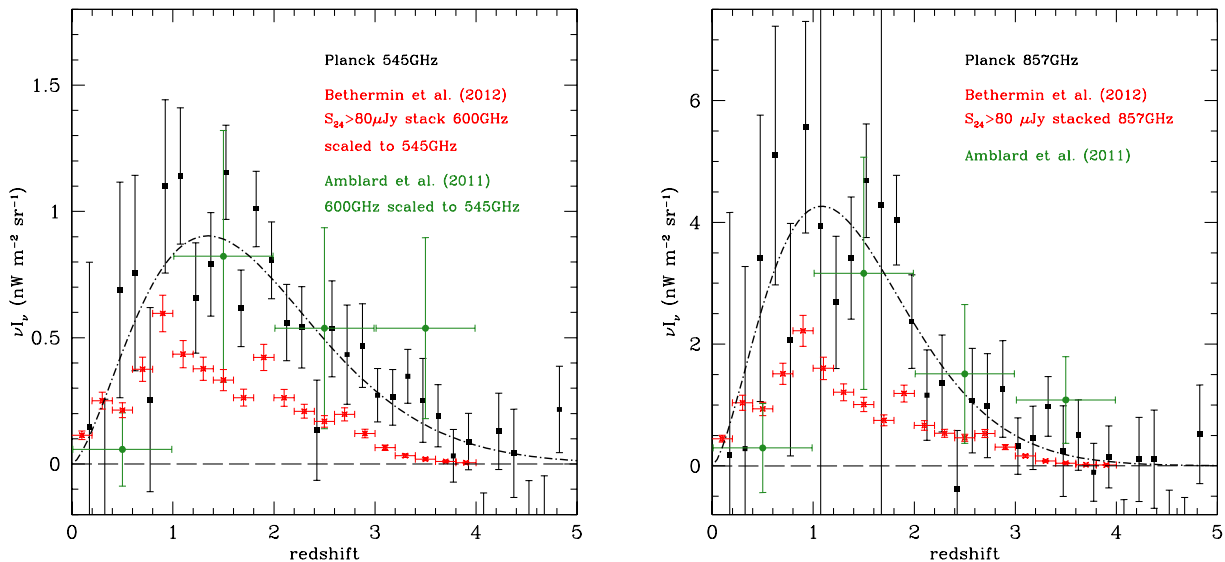 Planck 545GHz
Bethermin et al. (2012)
S₂₄>80μJy stack 600GHz
scaled to 545GHz
Amblard et al. (2011)
600GHz scaled to 545GHz
νIν (nW m⁻² sr⁻¹)
1.5
1
0.5
0
0 1 2 3 4 5
redshift
Planck 857GHz
Bethermin et al. (2012)
S₂₄>80 μJy stacked 857GHz
Amblard et al. (2011)
νIν (nW m⁻² sr⁻¹)
6
4
2
0
0 1 2 3 4 5
redshift